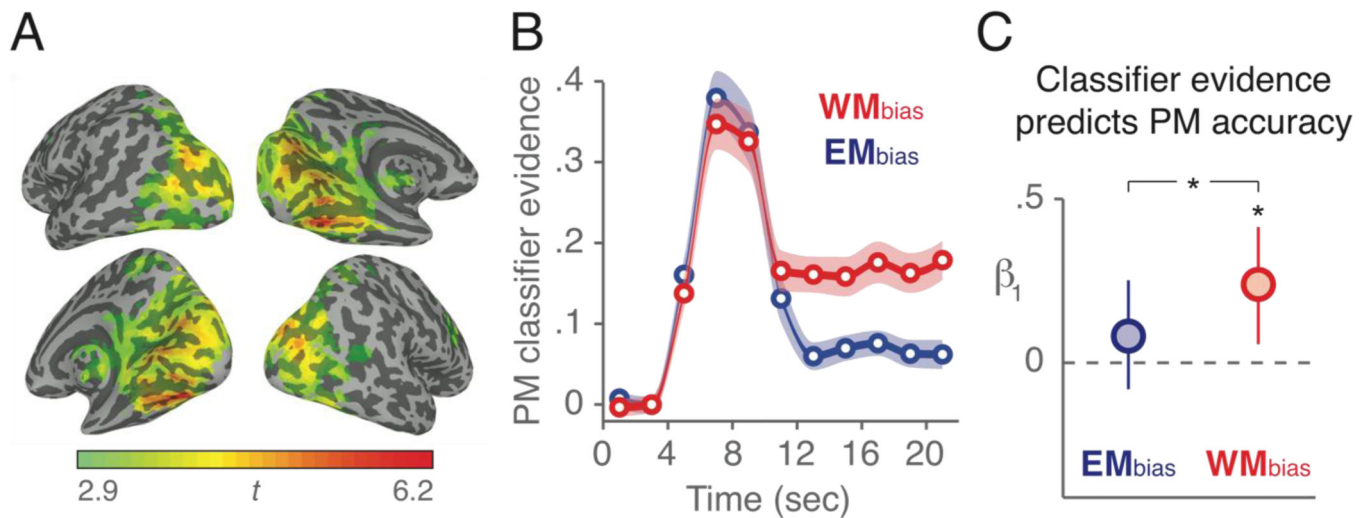 A
2.9 t 6.2
B
PM classifier evidence
.4
.3
.2
.1
0
0 4 8 12 16 20
Time (sec)
WMbias
EMbias
C
Classifier evidence
predicts PM accuracy
.5
β1
0
*
*
EMbias WMbias